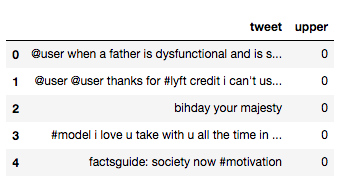 tweet upper
0 @user when a father is dysfunctional and is s... 0
1 @user @user thanks for #lyft credit i can't us... 0
2 bihday your majesty 0
3 #model i love u take with u all the time in ... 0
4 factsguide: society now #motivation 0